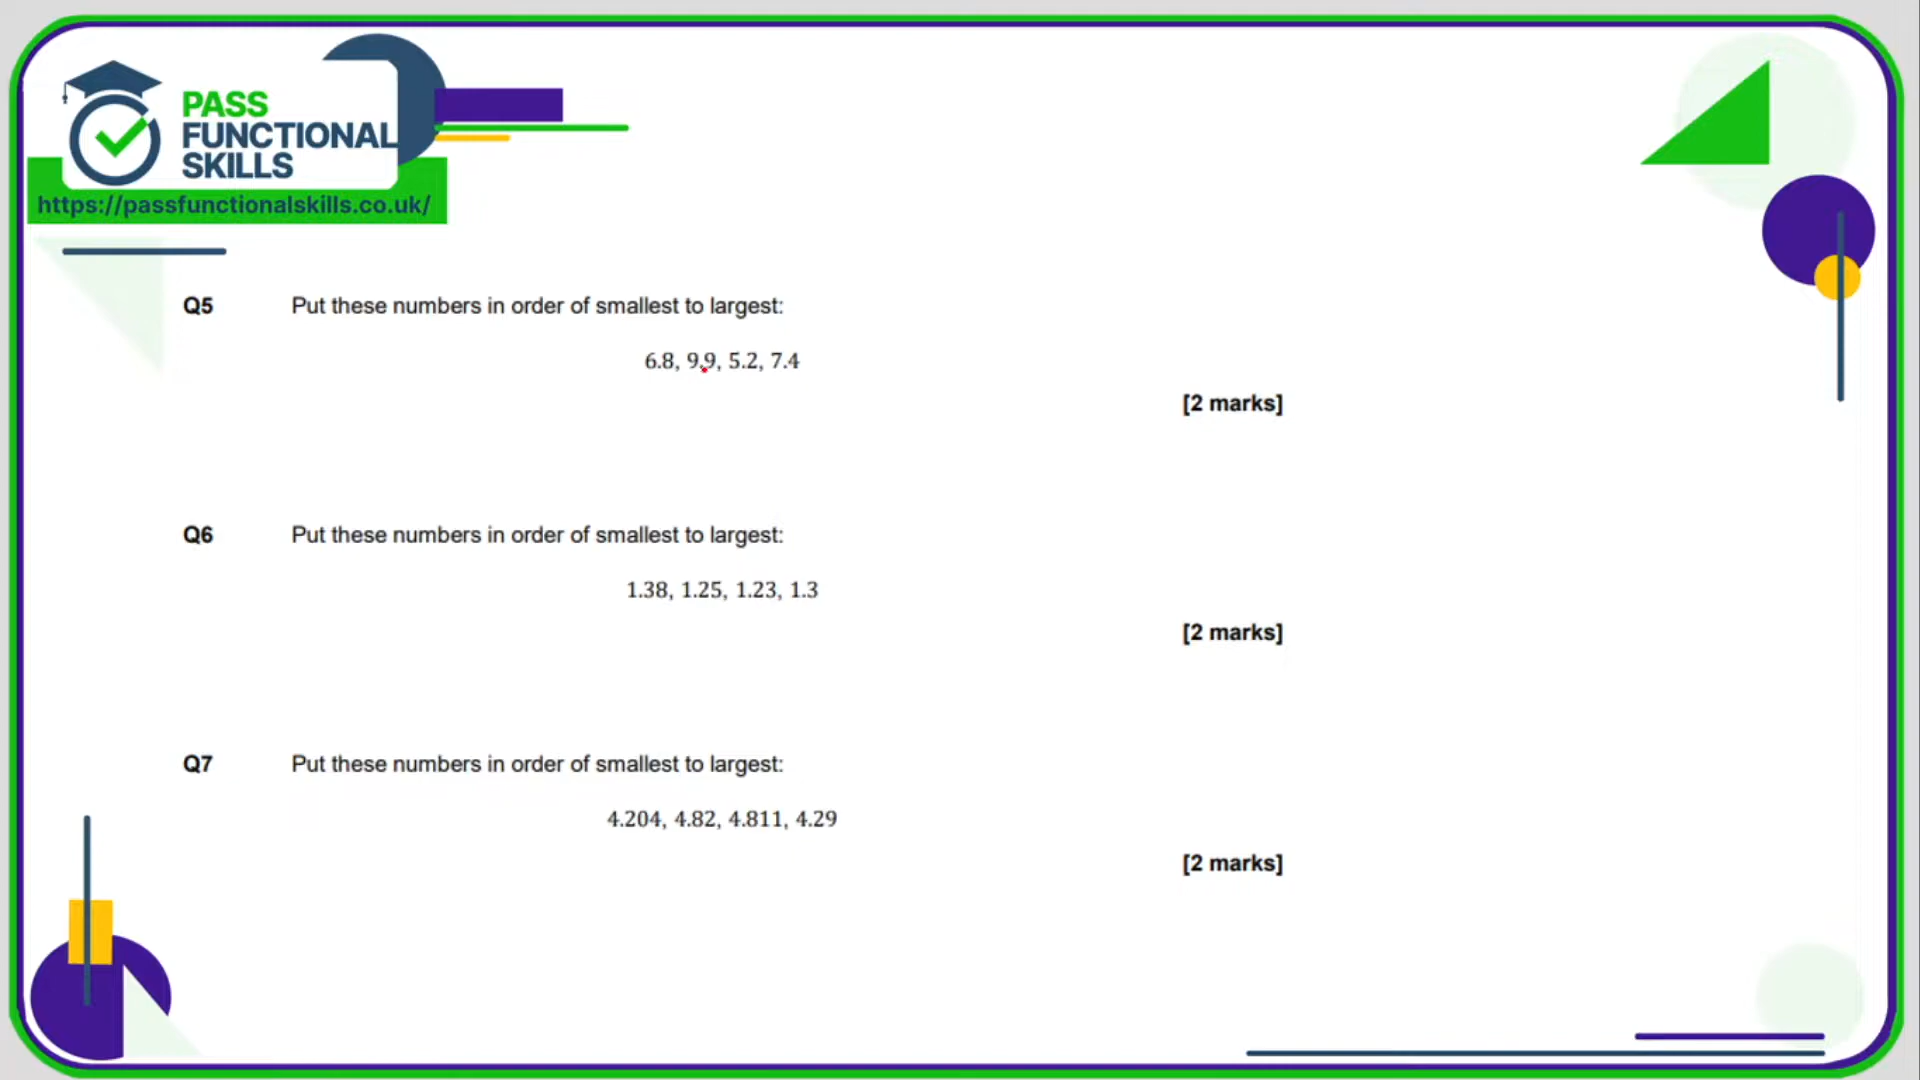 PASS
FUNCTIONAL
SKILLS
https://passfunctionalskills.co.uk/
Q5 Put these numbers in order of smallest to largest:
6.8, 9.9, 5.2, 7.4
[2 marks]
Q6 Put these numbers in order of smallest to largest:
1.38, 1.25, 1.23, 1.3
[2 marks]
Q7 Put these numbers in order of smallest to largest:
4.204, 4.82, 4.811, 4.29
[2 marks]